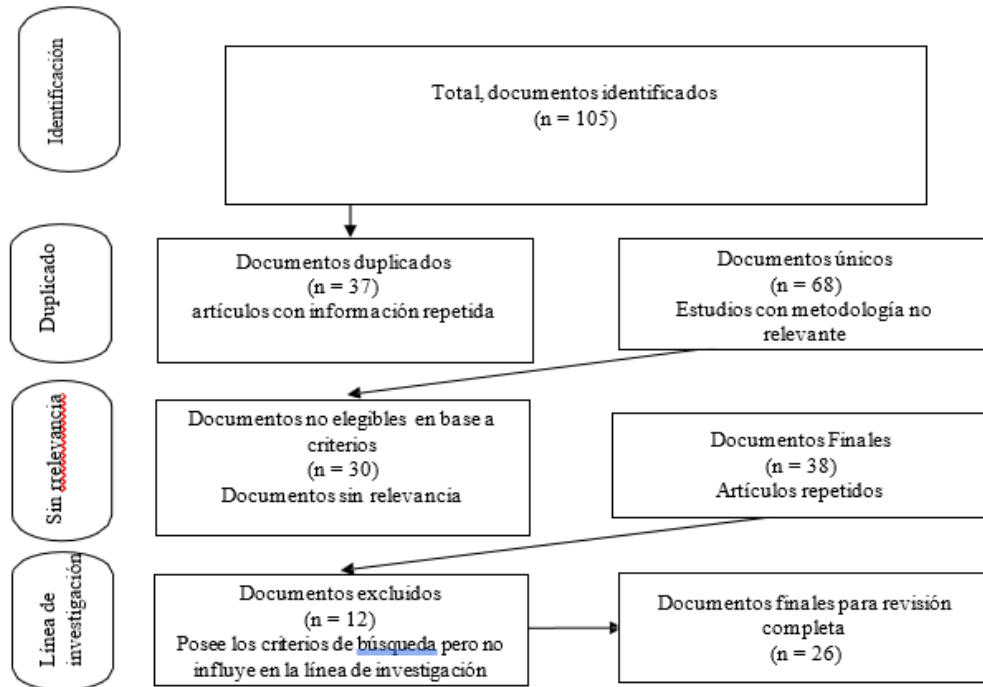 Identificación
Total, documentos identificados
(n = 105)
Duplicado
Documentos duplicados
(n = 37)
artículos con información repetida
Documentos únicos
(n = 68)
Estudios con metodología no
relevante
Sin rrelevancia
Documentos no elegibles en base a
criterios
(n = 30)
Documentos sin relevancia
Documentos Finales
(n = 38)
Artículos repetidos
Línea de
investigación
Documentos excluidos
(n = 12)
Posee los criterios de búsqueda pero no
influye en la línea de investigación
Documentos finales para revisión
completa
(n = 26)